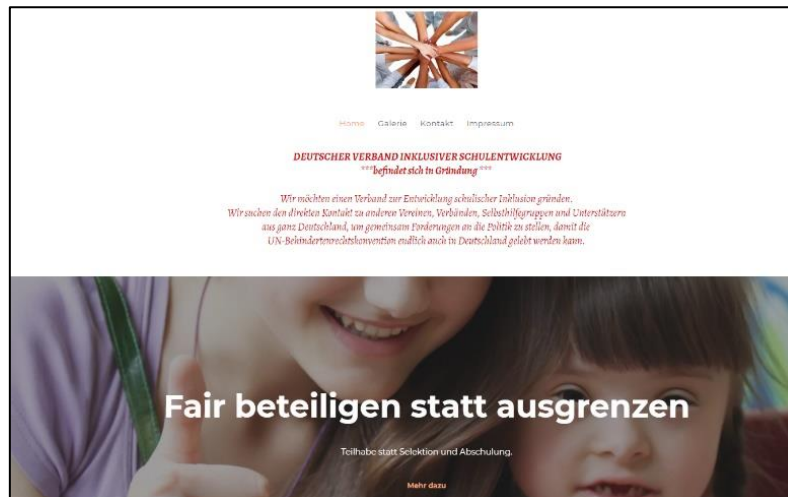 Home Galerie Kontakt Impressum
DEUTSCHER VERBAND INKLUSIVER SCHULENTWICKLUNG
***befindet sich in Gründung ***
Wir möchten einen Verband zur Entwicklung schulischer Inklusion gründen.
Wir suchen den direkten Kontakt zu anderen Vereinen, Verbänden, Selbsthilfegruppen und Unterstützern
aus ganz Deutschland, um gemeinsam Forderungen an die Politik zu stellen, damit die
UN-Behindertenrechtskonvention endlich auch in Deutschland gelebt werden kann.
Fair beteiligen statt ausgrenzen
Teilhabe statt Selektion und Abschulung.
Mehr dazu